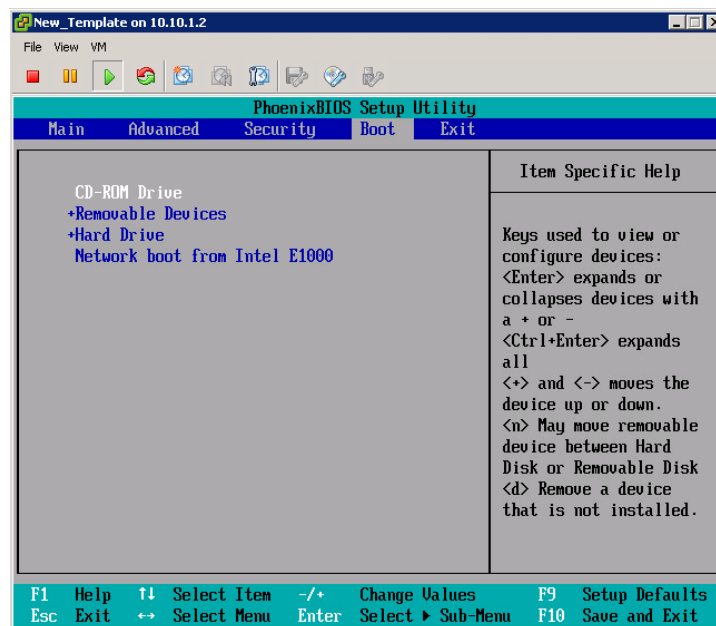 New_Template on 10.10.1.2
File View VM
PhoenixBIOS Setup Utility
Main Advanced Security Boot Exit
CD-ROM Drive
+Removable Devices
+Hard Drive
Network boot from Intel E1000
Item Specific Help
Keys used to view or
configure devices:
<Enter> expands or
collapses devices with
a + or -
<Ctrl+Enter> expands
all
<+> and <-> moves the
device up or down.
<n> May move removable
device between Hard
Disk or Removable Disk
<d> Remove a device
that is not installed.
F1 Help ↑↓ Select Item -/+ Change Values F9 Setup Defaults
Esc Exit ↔ Select Menu Enter Select ▶ Sub-Menu F10 Save and Exit